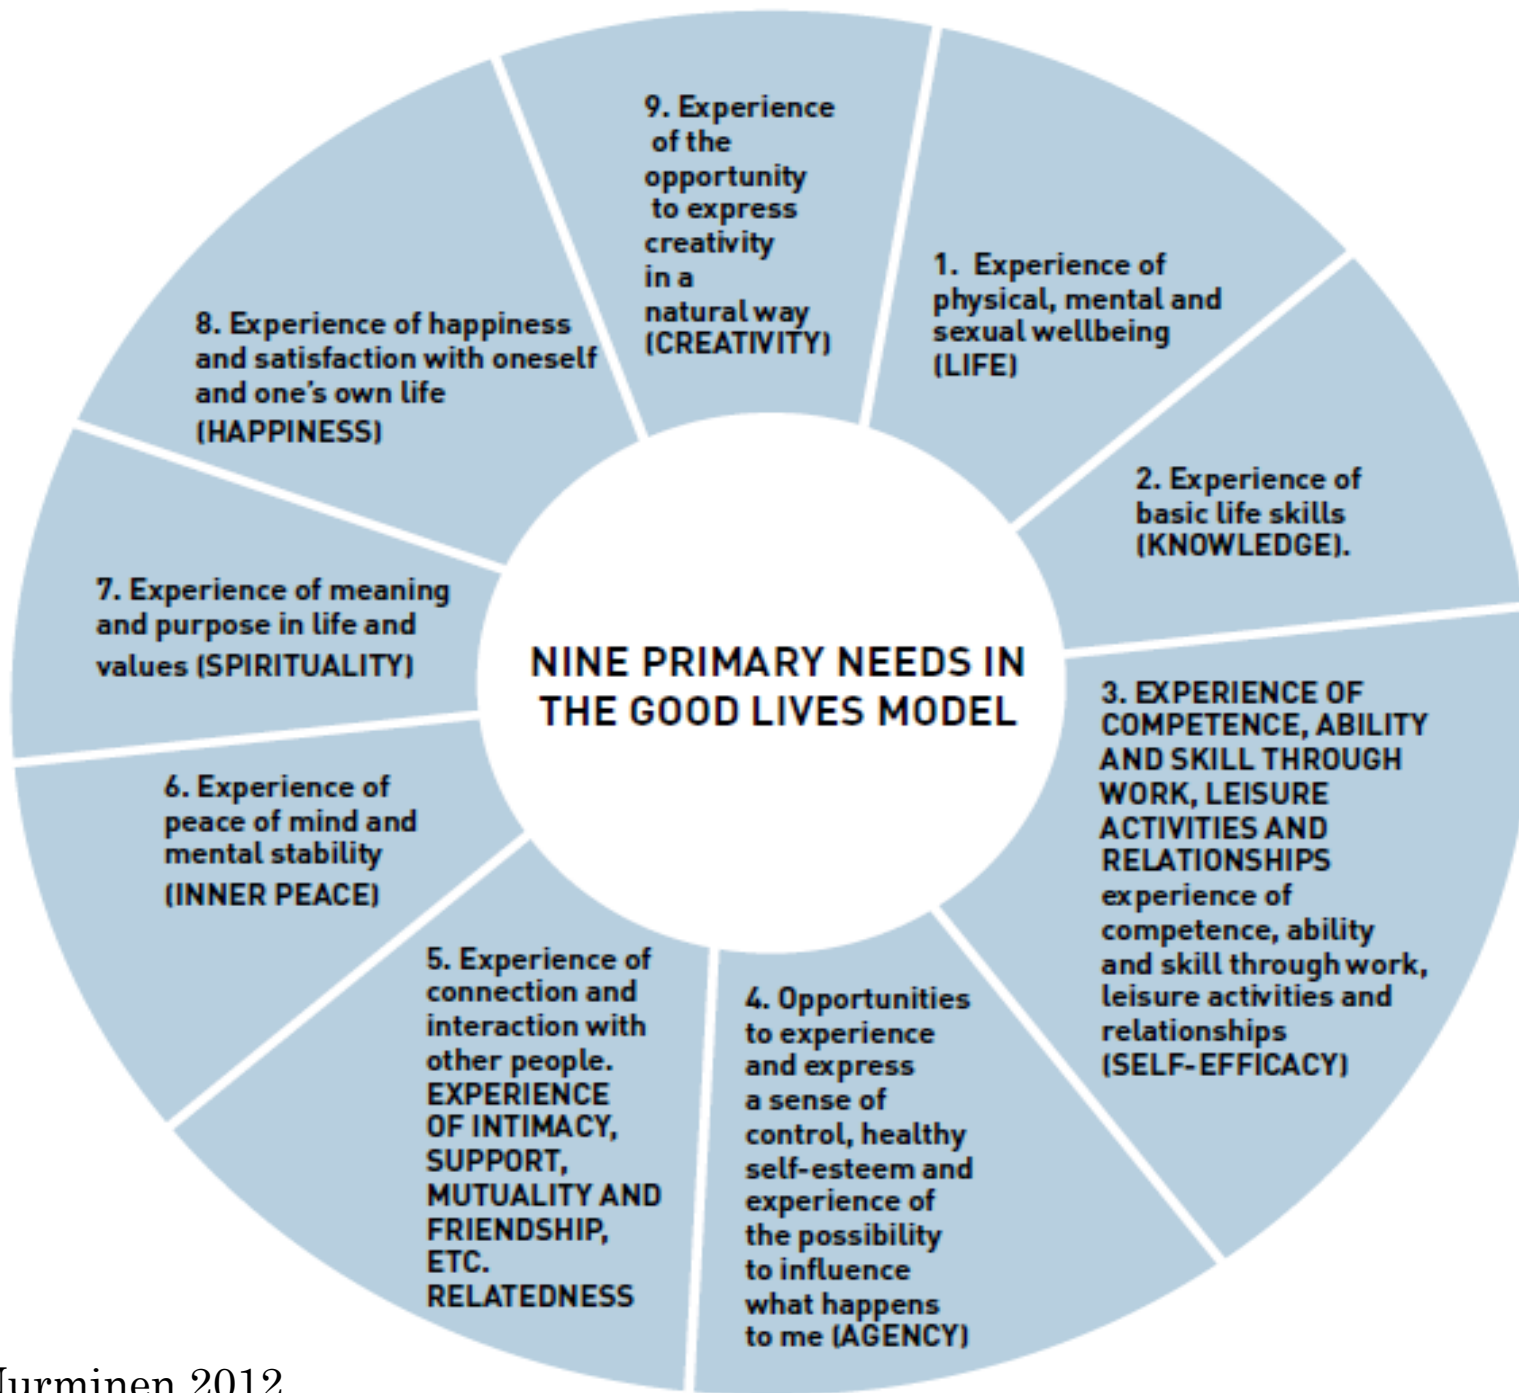 NINE PRIMARY NEEDS IN
THE GOOD LIVES MODEL
1. Experience of
physical, mental and
sexual wellbeing
(LIFE)
2. Experience of
basic life skills
(KNOWLEDGE).
3. EXPERIENCE OF
COMPETENCE, ABILITY
AND SKILL THROUGH
WORK, LEISURE
ACTIVITIES AND
RELATIONSHIPS
experience of
competence, ability
and skill through work,
leisure activities and
relationships
(SELF-EFFICACY)
4. Opportunities
to experience
and express
a sense of
control, healthy
self-esteem and
experience of
the possibility
to influence
what happens
to me (AGENCY)
5. Experience of
connection and
interaction with
other people.
EXPERIENCE
OF INTIMACY,
SUPPORT,
MUTUALITY AND
FRIENDSHIP,
ETC.
RELATEDNESS
6. Experience of
peace of mind and
mental stability
(INNER PEACE)
7. Experience of meaning
and purpose in life and
values (SPIRITUALITY)
8. Experience of happiness
and satisfaction with oneself
and one's own life
(HAPPINESS)
9. Experience
of the
opportunity
to express
creativity
in a
natural way
(CREATIVITY)
2012